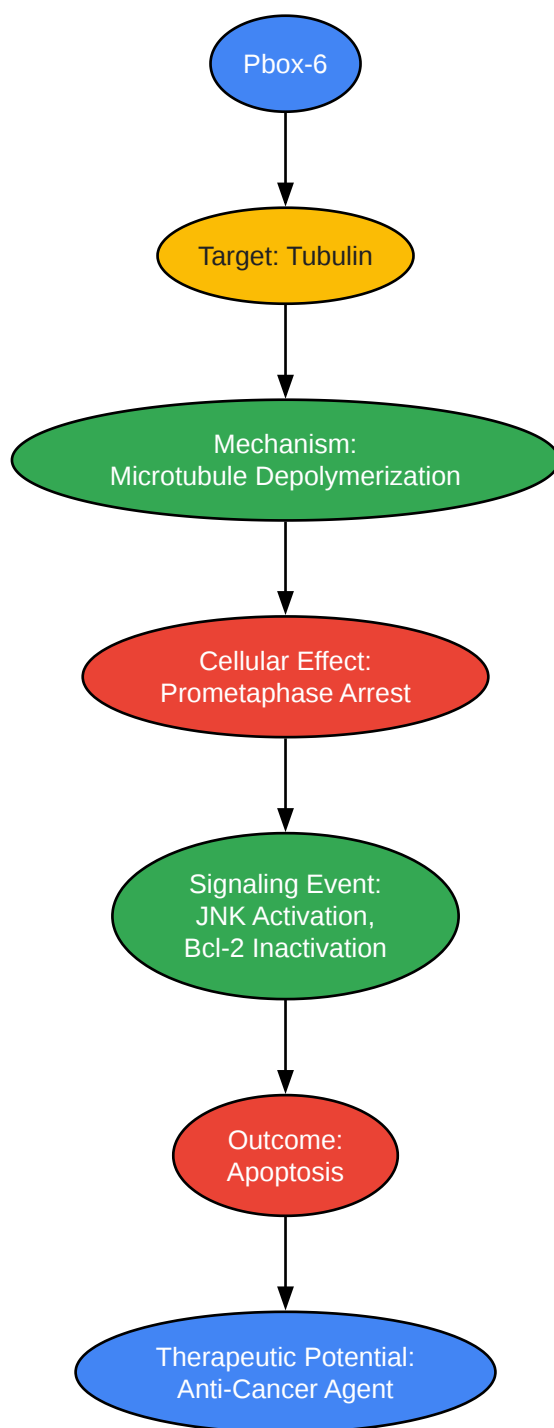 Pbox-6
Target: Tubulin
Mechanism:
Microtubule Depolymerization
Cellular Effect:
Prometaphase Arrest
Signaling Event:
JNK Activation,
Bcl-2 Inactivation
Outcome:
Apoptosis
Therapeutic Potential:
Anti-Cancer Agent